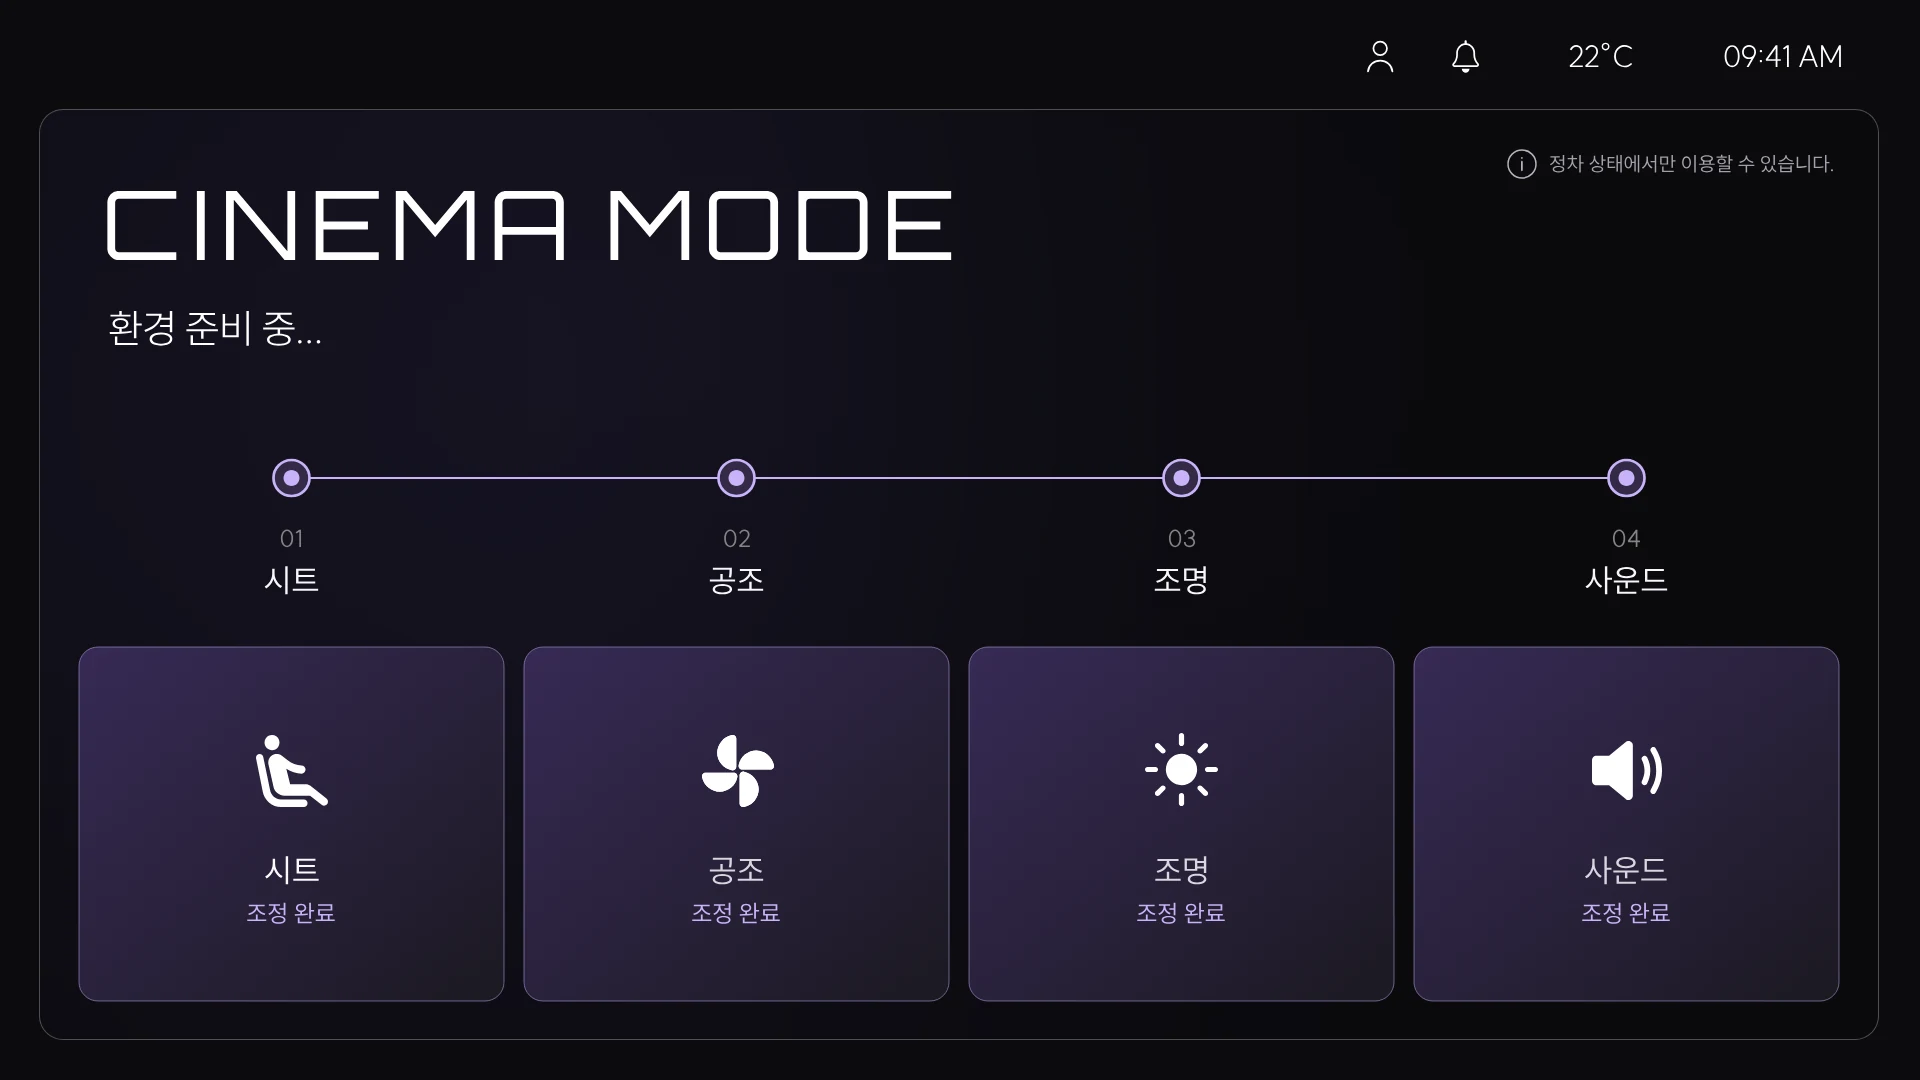 22°C 09:41 AM
정차 상태에서만 이용할 수 있습니다.
CINEMA MODE
환경 준비 중...
01 02 03 04
시트 공조 조명 사운드
시트 공조 조명 사운드
조정 완료 조정 완료 조정 완료 조정 완료